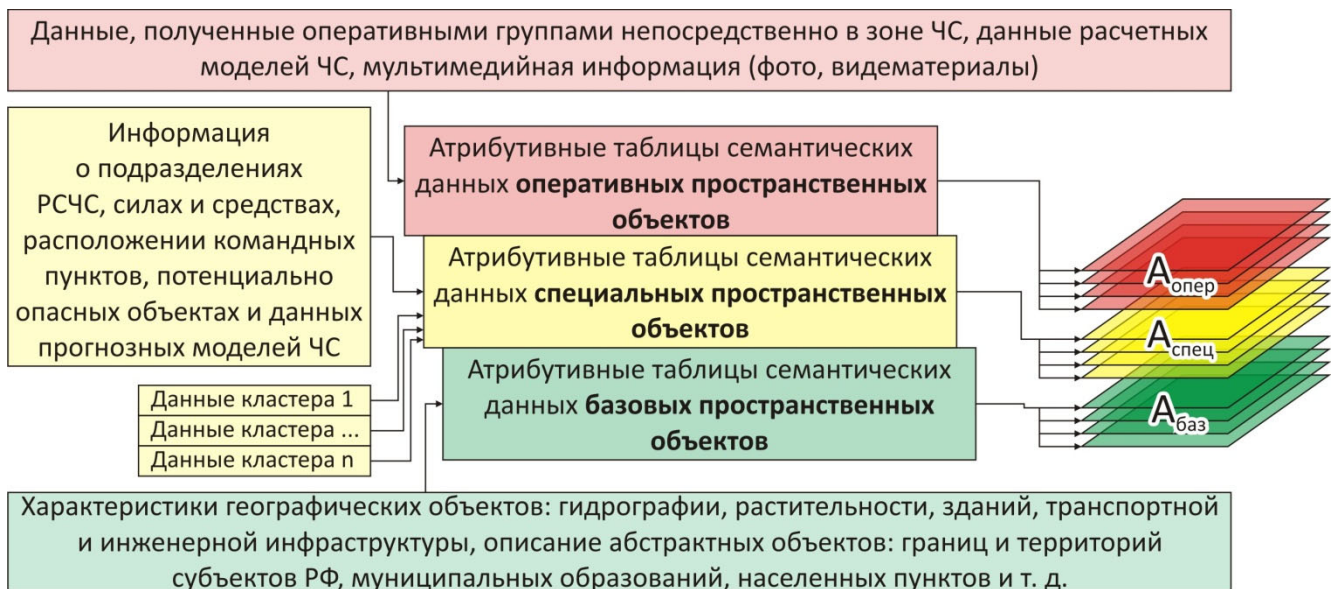 Данные, полученные оперативными группами непосредственно в зоне ЧС, данные расчетных
моделей ЧС, мультимедийная информация (фото, видематериалы)
Информация
о подразделениях
РСЧС, силах и средствах,
расположении командных
пунктов, потенциально
опасных объектах и данных
прогнозных моделей ЧС
Атрибутивные таблицы семантических
данных оперативных пространственных
объектов
Атрибутивные таблицы семантических
данных специальных пространственных
объектов
Атрибутивные таблицы семантических
данных базовых пространственных
объектов
Aопер
Aспец
Aбаз
Данные кластера 1
Данные кластера ...
Данные кластера n
Характеристики географических объектов: гидрографии, растительности, зданий, транспортной
и инженерной инфраструктуры, описание абстрактных объектов: границ и территорий
субъектов РФ, муниципальных образований, населенных пунктов и т. д.